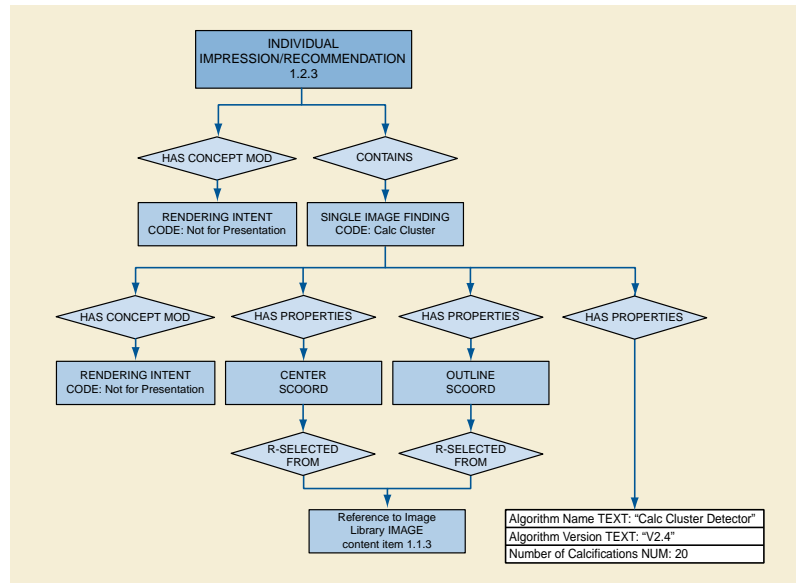 INDIVIDUAL
IMPRESSION/RECOMMENDATION
1.2.3
HAS CONCEPT MOD
CONTAINS
RENDERING INTENT
CODE: Not for Presentation
SINGLE IMAGE FINDING
CODE: Calc Cluster
HAS CONCEPT MOD
HAS PROPERTIES
HAS PROPERTIES
HAS PROPERTIES
RENDERING INTENT
CODE: Not for Presentation
CENTER
SCOORD
OUTLINE
SCOORD
R-SELECTED
FROM
R-SELECTED
FROM
Reference to Image
Library IMAGE
content item 1.1.3
Algorithm Name TEXT: “Calc Cluster Detector”
Algorithm Version TEXT: “V2.4”
Number of Calcifications NUM: 20